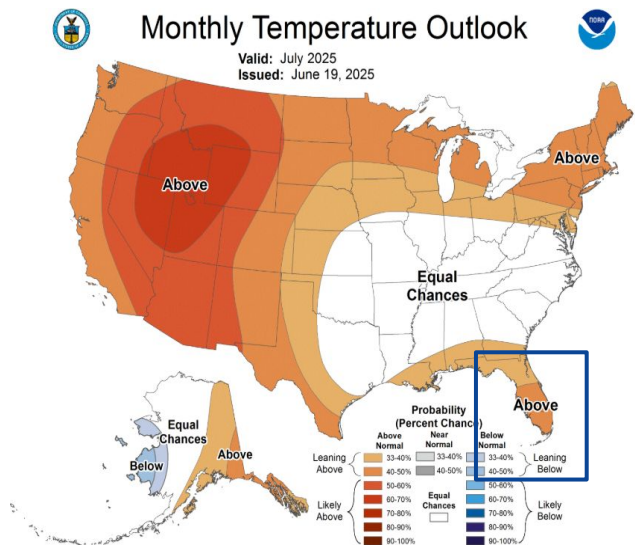 Monthly Temperature Outlook
NOAA
Valid: July 2025
Issued: June 19, 2025
Above
Above
Equal
Chances
Above
Equal
Chances
Below
Above
Probability
(Percent Chance)
Above
Normal
Near
Normal
Below
Normal
Leaning
Above
33-40%
33-40%
33-40%
Leaning
Below
40-50%
40-50%
40-50%
Likely
Above
50-60%
50-60%
Likely
Below
60-70%
Equal
Chances
60-70%
70-80%
70-80%
80-90%
80-90%
90-100%
90-100%